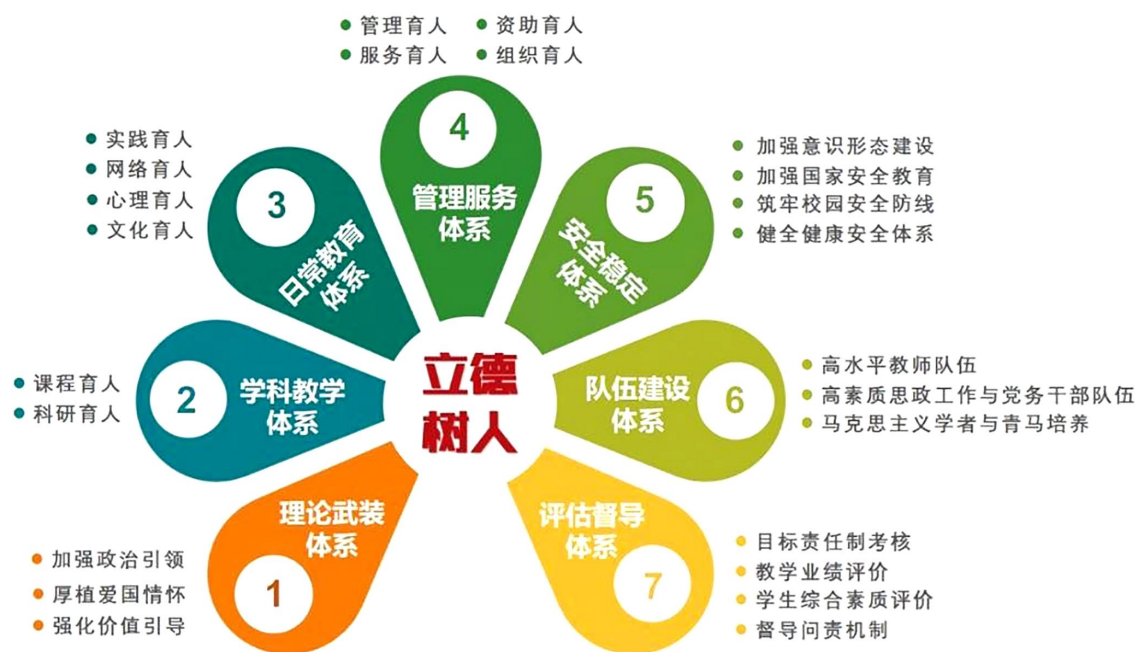 立德
树人
1
理论武装
体系
加强政治引领
厚植爱国情怀
强化价值引导
2
学科教学
体系
课程育人
科研育人
3
日常教育
体系
实践育人
网络育人
心理育人
文化育人
4
管理服务
体系
管理育人
资助育人
服务育人
组织育人
5
安全稳定
体系
加强意识形态建设
加强国家安全教育
筑牢校园安全防线
健全健康安全体系
6
队伍建设
体系
高水平教师队伍
高素质思政工作与党务干部队伍
马克思主义学者与青马培养
7
评估督导
体系
目标责任制考核
教学业绩评价
学生综合素质评价
督导问责机制